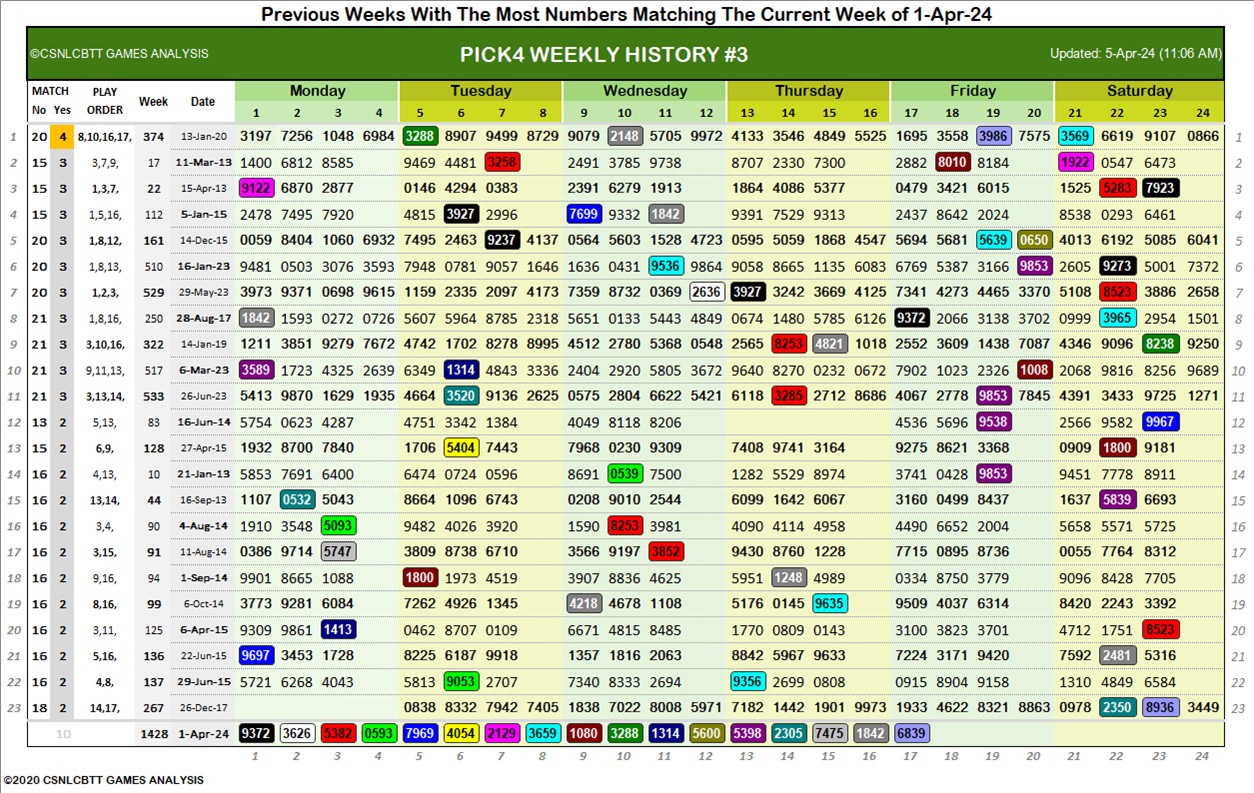 Previous Weeks With The Most Numbers Matching The Current Week of 1-Apr-24
©CSNLCBTT GAMES ANALYSIS PICK4 WEEKLY HISTORY #3 Updated: 5-Apr-24 (11:06 AM)
MATCH PLAY Week Date Monday Tuesday Wednesday Thursday Friday Saturday
No Yes ORDER 1 2 3 4 5 6 7 8 9 10 11 12 13 14 15 16 17 18 19 20 21 22 23 24
1 20 4 8,10,16,17, 374 13-Jan-20 3197 7256 1048 6984 3288 8907 9499 8729 9079 2148 5705 9972 4133 3546 4849 5525 1695 3558 3986 7575 3569 6619 9107 0866 1
2 15 3 3,7,9, 17 11-Mar-13 1400 6812 8585 9469 4481 3258 2491 3785 9738 8707 2330 7300 2882 8010 8184 1922 0547 6473 2
3 15 3 1,3,7, 22 15-Apr-13 9122 6870 2877 0146 4294 0383 2391 6279 1913 1864 4086 5377 0479 3421 6015 1525 5283 7923 3
4 15 3 1,5,16, 112 5-Jan-15 2478 7495 7920 4815 3927 2996 7699 9332 1842 9391 7529 9313 2437 8642 2024 8538 0293 6461 4
5 20 3 1,8,12, 161 14-Dec-15 0059 8404 1060 6932 7495 2463 9237 4137 0564 5603 1528 4723 0595 5059 1868 4547 5694 5681 5639 0650 4013 6192 5085 6041 5
6 20 3 1,8,13, 510 16-Jan-23 9481 0503 3076 3593 7948 0781 9057 1646 1636 0431 9536 9864 9058 8665 1135 6083 6769 5387 3166 9853 2605 9273 5001 7372 6
7 20 3 1,2,3, 529 29-May-23 3973 9371 0698 9615 5119 2335 2097 4173 7359 8732 0369 2636 3927 3242 3669 4125 7341 4273 4465 3370 5108 8523 3886 2658 7
8 21 3 1,8,16, 250 28-Aug-17 1842 1593 0272 0726 5607 5964 8785 2318 5651 0133 5443 4849 0674 1480 5785 6126 9372 2066 3138 3702 0999 3965 2954 1501 8
9 21 3 3,10,16, 322 14-Jan-19 1211 3851 9279 7672 4742 1702 8278 8995 4512 2780 5368 0548 2565 8253 4821 1018 2552 3609 1438 7087 4346 9096 8238 9250 9
10 21 3 9,11,13, 517 6-Mar-23 3589 1723 4325 2639 6349 1314 4843 3336 2404 2920 5805 3672 9640 8270 0232 0672 7902 1023 2326 1008 2068 9816 8256 9689 10
11 21 3 3,13,14, 533 26-Jun-23 5413 9870 1629 1935 4664 3520 9136 2625 0575 2804 6622 5421 6118 3285 2712 8686 4067 2778 9853 7845 4391 3433 9725 1271 11
12 13 2 5,13, 83 16-Jun-14 5754 0623 4287 4751 3342 1384 4049 8118 8206 4536 5696 9538 2566 9582 9967 12
13 15 2 6,9, 128 27-Apr-15 1932 8700 7840 1706 5404 7443 7968 0230 9309 7408 9741 3164 9275 8621 3368 0909 1800 9181 13
14 16 2 4,13, 10 21-Jan-13 5853 7691 6400 6474 0724 0596 8691 0539 7500 1282 5529 8974 3741 0428 9853 9451 7778 8911 14
15 16 2 13,14, 44 16-Sep-13 1107 0532 5043 8664 1096 6743 0208 9010 2544 0099 1642 6067 3160 0499 8437 1637 5839 6693 15
16 16 2 3,4, 90 4-Aug-14 1910 3548 5093 9482 4026 3920 1590 8253 3981 4090 4114 4958 4490 6652 2004 5658 5571 5725 16
17 16 2 3,15, 91 11-Aug-14 0386 9714 5747 3809 8738 6710 3566 9197 3852 9430 8760 1228 7715 0895 8736 0055 7764 8312 17
18 16 2 9,16, 94 1-Sep-14 9901 8665 1088 1800 1973 4519 3907 8836 4625 5951 1248 4989 0334 8750 3779 9096 8428 7705 18
19 16 2 8,16, 99 6-Oct-14 3773 9281 6084 7262 4926 1345 4218 4678 1108 5176 0145 9635 9509 4037 6314 8420 2243 3392 19
20 16 2 3,11, 125 6-Apr-15 9309 9861 1413 0462 8707 0109 6671 4815 8485 1770 0809 0143 3100 3823 3701 4712 1751 8523 20
21 16 2 5,16, 136 22-Jun-15 9697 3453 1728 8225 6187 9918 1357 1816 2063 8842 5967 9633 7224 3171 9420 7592 2481 5316 21
22 16 2 4,8, 137 29-Jun-15 5721 6268 4043 5813 9053 2707 7340 8333 2694 9356 2699 0808 0915 8904 9158 1310 4849 6584 22
23 18 2 14,17, 267 26-Dec-17 0838 8332 7942 7405 1838 7022 8008 5971 7182 1442 1901 9973 1933 4622 8321 8863 0978 2350 8936 3449 23
10 1428 1-Apr-24 9372 3626 5382 0593 7969 4054 2129 3659 1080 3288 1314 5600 5398 2305 7475 1842 6839
1 2 3 4 5 6 7 8 9 10 11 12 13 14 15 16 17 18 19 20 21 22 23 24
©2020 CSNLCBTT GAMES ANALYSIS